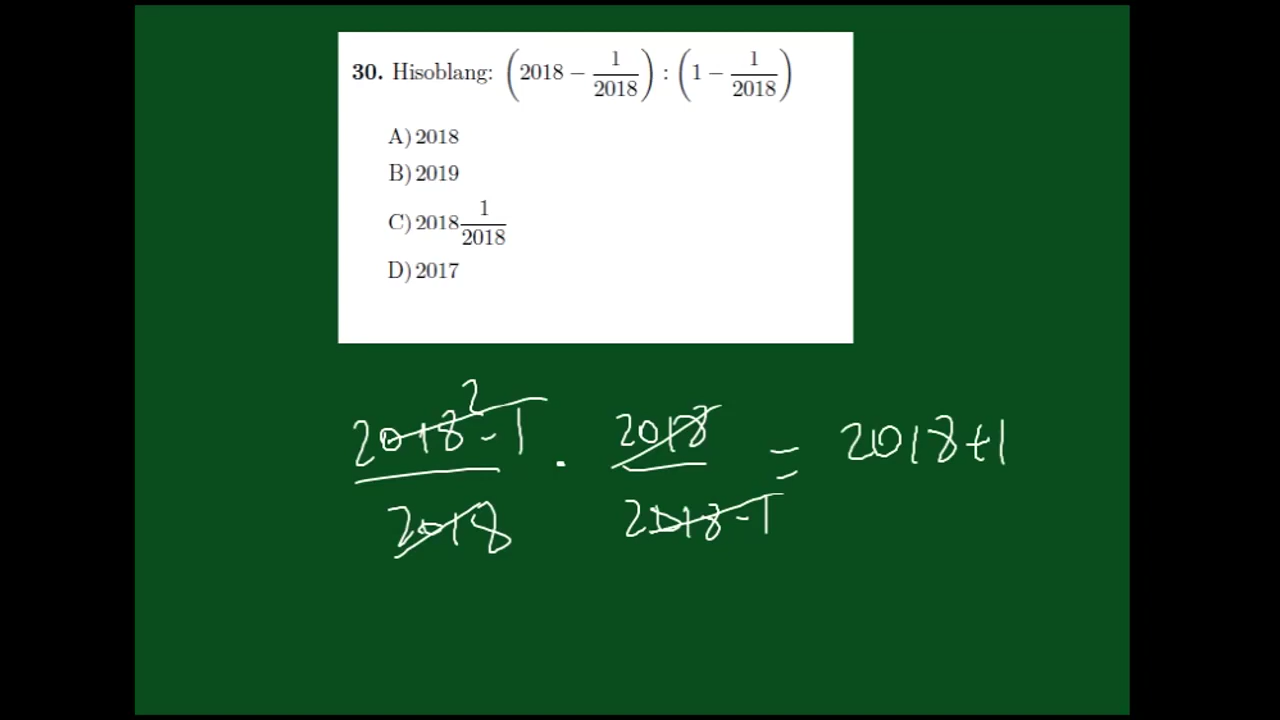 30. Hisoblang: (2018 − 1/2018) : (1 − 1/2018)
A) 2018
B) 2019
C) 2018 1/2018
D) 2017
2018² - 1 / 2018 · 2018 / 2018 - 1 = 2018 + 1